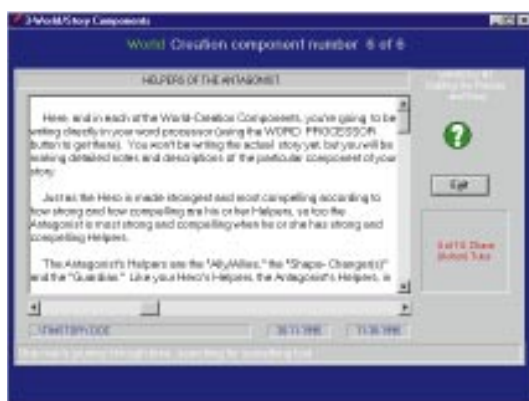 3-World/Story Components
World Creation component number 6 of 6
HELPERS OF THE ANTAGONIST
Here, and in each of the World-Creation Components, you're going to be
writing directly in your word processor (using the WORD PROCESSOR
button to get there). You won't be writing the actual story yet, but you will be
making detailed notes and descriptions of the particular component of your
story.
Just as the Hero is made strongest and most compelling according to
how strong and how compelling are his or her Helpers, so too the
Antagonist is most strong and compelling when he or she has strong and
compelling Helpers.
The Antagonist's Helpers are the "Ally/Allies," the "Shape-Changer(s)"
and the "Guardian." Like your Hero's Helpers, the Antagonist's Helpers, in
?
Exit